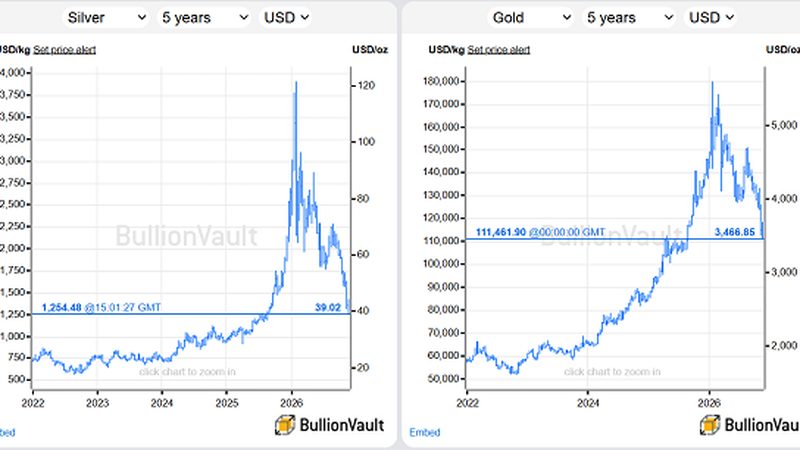 Silver 5 years USD
USD/kg Set price alert USD/oz
4,000
3,750
3,500
3,250
3,000
2,750
2,500
2,250
2,000
1,750
1,500
1,250
1,000
750
500
120
100
80
60
40
20
BullionVault
1,254.48 @15:01:27 GMT 39.02
click chart to zoom in
2022 2023 2024 2025 2026
Embed
BullionVault
Gold 5 years USD
USD/kg Set price alert USD/oz
180,000
170,000
160,000
150,000
140,000
130,000
120,000
110,000
100,000
90,000
80,000
70,000
60,000
50,000
5,000
4,000
3,000
2,000
BullionVault
111,461.90 @00:00:00 GMT 3,466.85
click chart to zoom in
2022 2024 2026
Embed
BullionVault